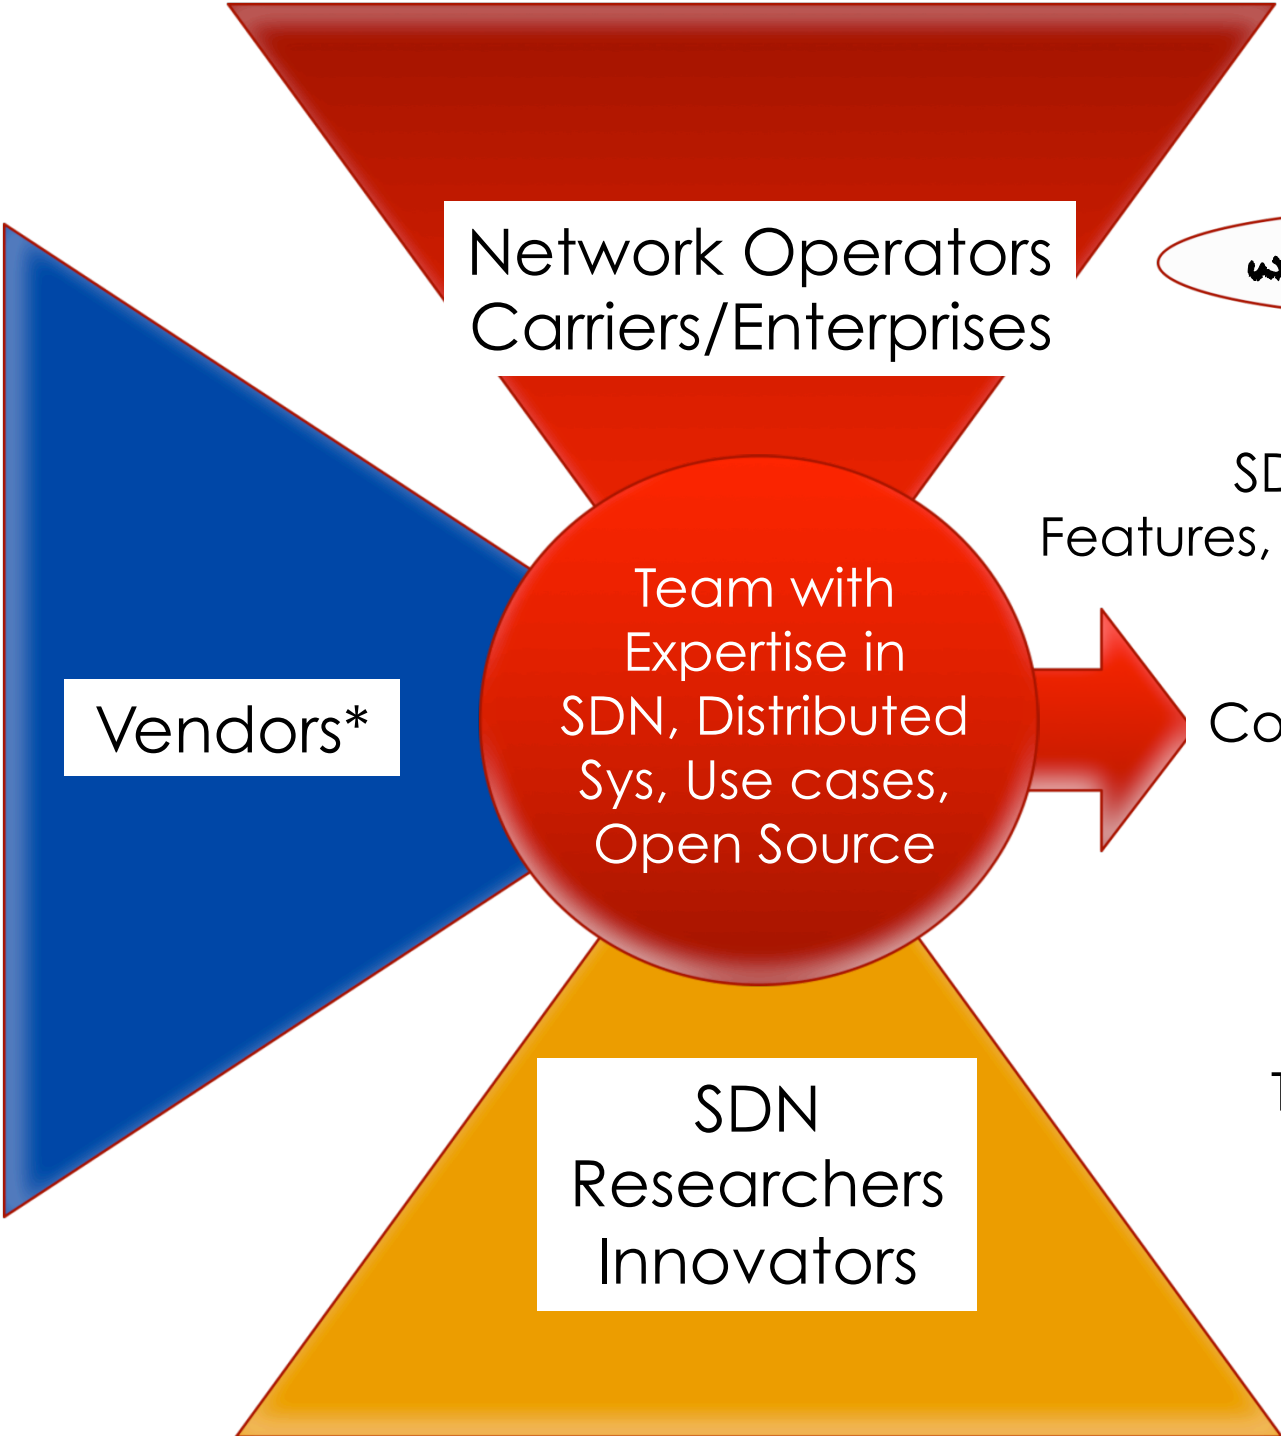 Network Operators
Carriers/Enterprises
Features,
Team with
Expertise in
SDN, Distributed
Sys, Use cases,
Open Source
Vendors*
SDN
Researchers
Innovators